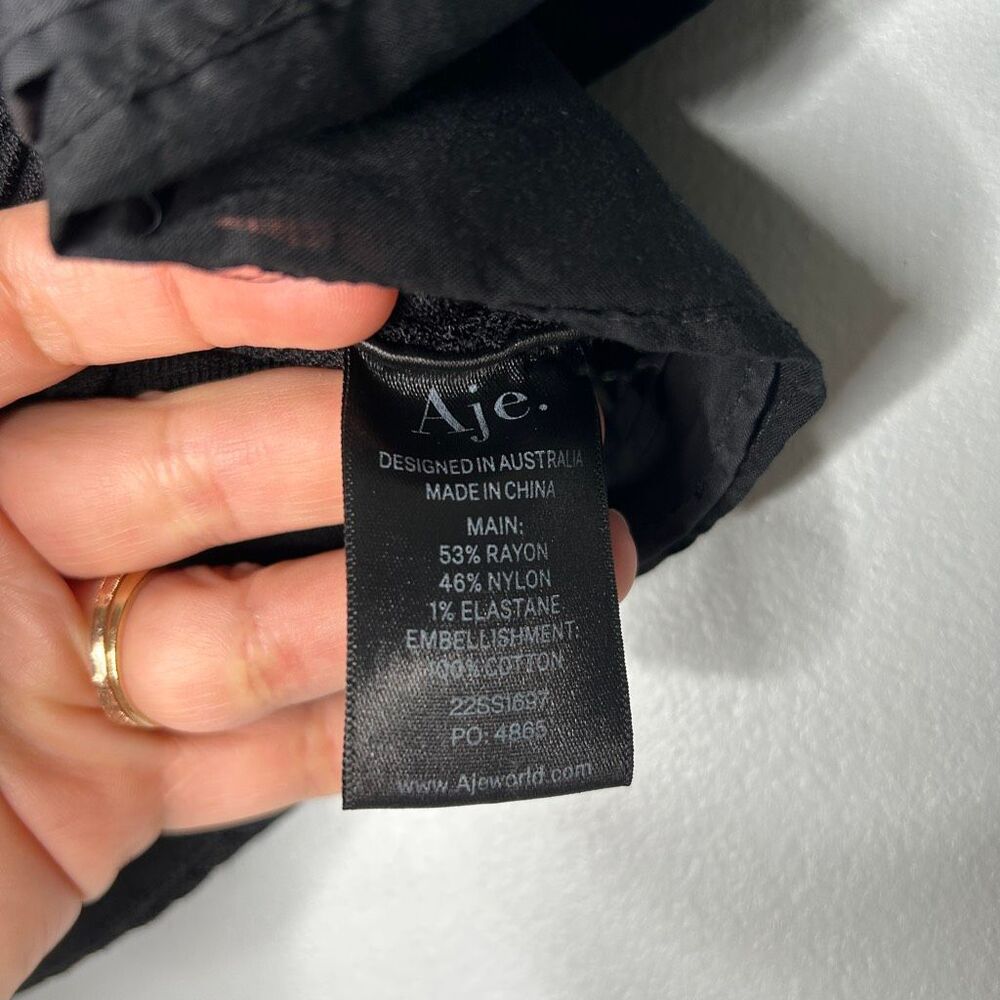 Aje.
DESIGNED IN AUSTRALIA
MADE IN CHINA
MAIN:
53% RAYON
46% NYLON
1% ELASTANE
EMBELLISHMENT:
100% COTTON
22SS1697
PO: 4865
www.Ajeworld.com